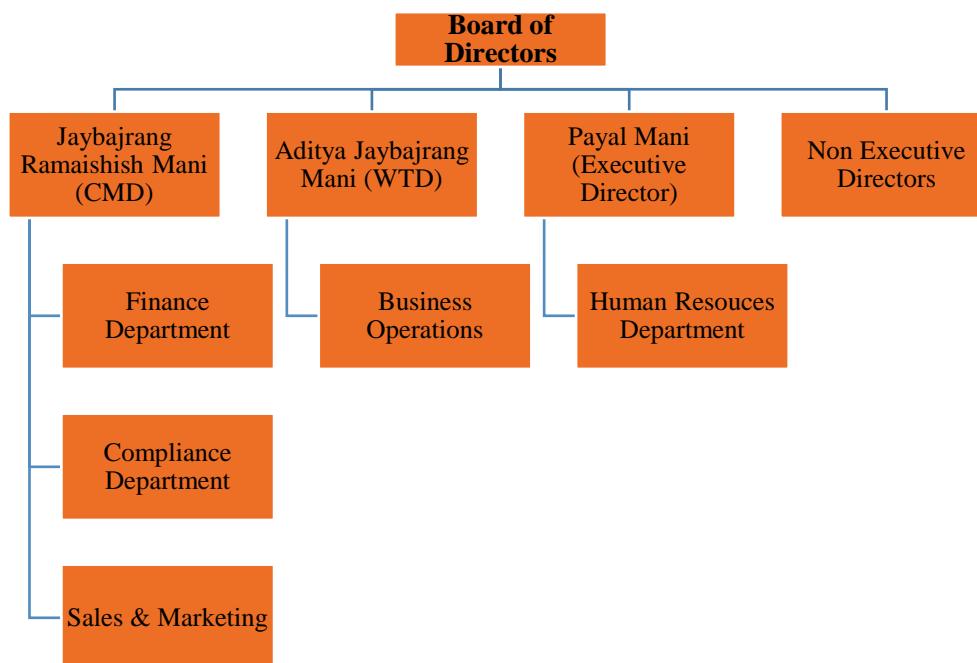 Board of
Directors
Jaybajrang
Ramaishish Mani
(CMD)
Aditya Jaybajrang
Mani (WTD)
Payal Mani
(Executive
Director)
Non Executive
Directors
Finance
Department
Business
Operations
Human Resouces
Department
Compliance
Department
Sales & Marketing